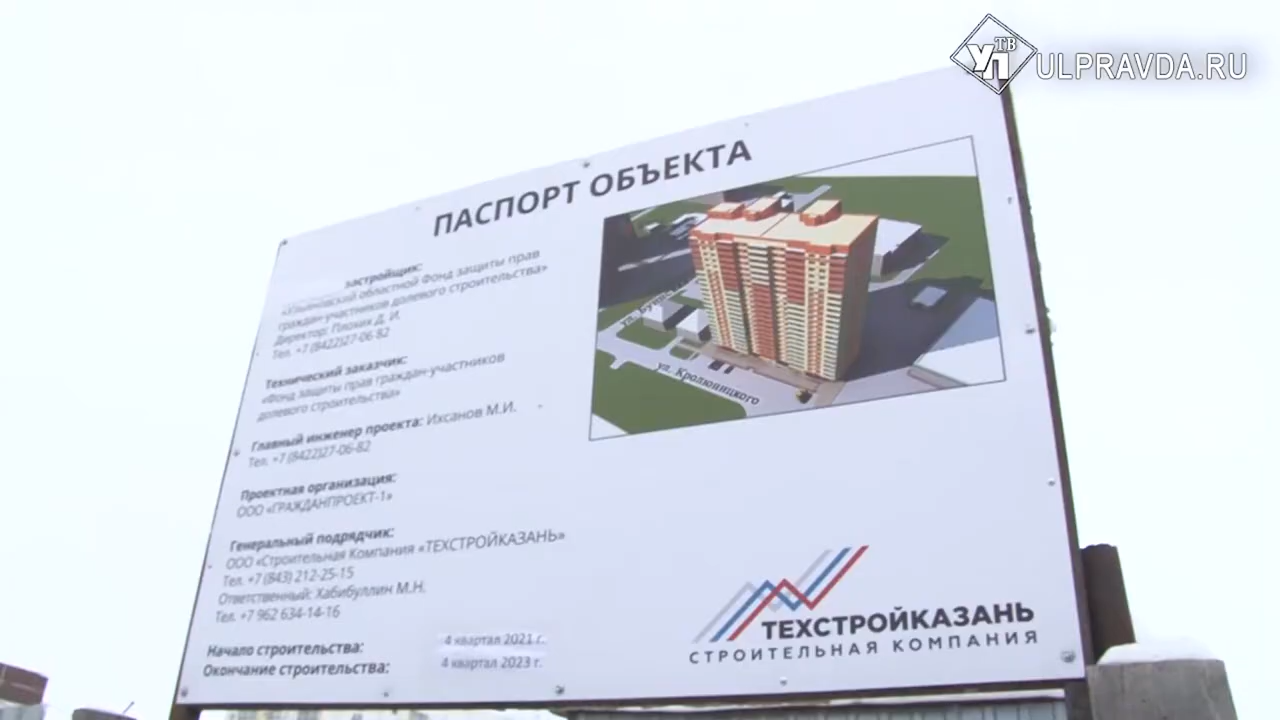 УП ТВ
ULPRAVDA.RU
ПАСПОРТ ОБЪЕКТА
застройщик:
«Ульяновский областной Фонд защиты прав
граждан-участников долевого строительства»
Директор: Плохих Д. И.
Тел. +7 (8422)27-06-82
Технический заказчик:
«Фонд защиты прав граждан-участников
долевого строительства»
Главный инженер проекта: Ихсанов М.И.
Тел. +7 (8422)27-06-82
Проектная организация:
ООО «ГРАЖДАНПРОЕКТ-1»
Генеральный подрядчик:
ООО «Строительная Компания «ТЕХСТРОЙКАЗАНЬ»
Тел. +7 (843) 212-25-15
Ответственный: Хабибуллин М.Н.
Тел. +7 962 634-14-16
Начало строительства: 4 квартал 2021 г.
Окончание строительства: 4 квартал 2023 г.
ул.
ул. Кролюницкого
ТЕХСТРОЙКАЗАНЬ
СТРОИТЕЛЬНАЯ КОМПАНИЯ